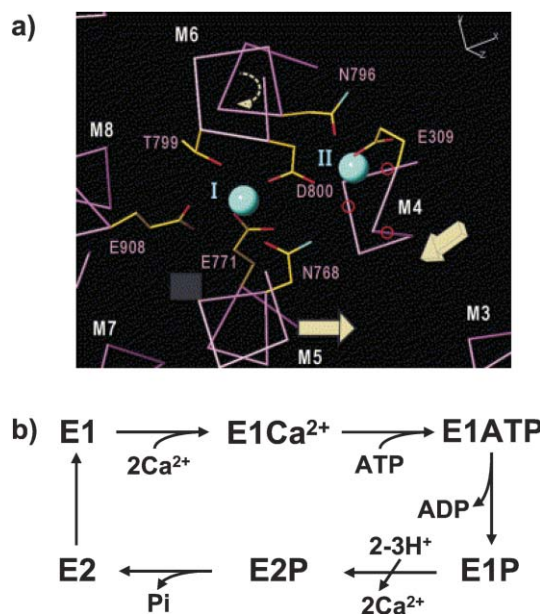 a)
M6
N796
M8
T799
II
E309
I
D800
M4
E908
E771
N768
M7
M5
M3
z
y
x
b)
E1
E1Ca²⁺
E1ATP
2Ca²⁺
ATP
ADP
E2
E2P
2-3H⁺
E1P
Pi
2Ca²⁺